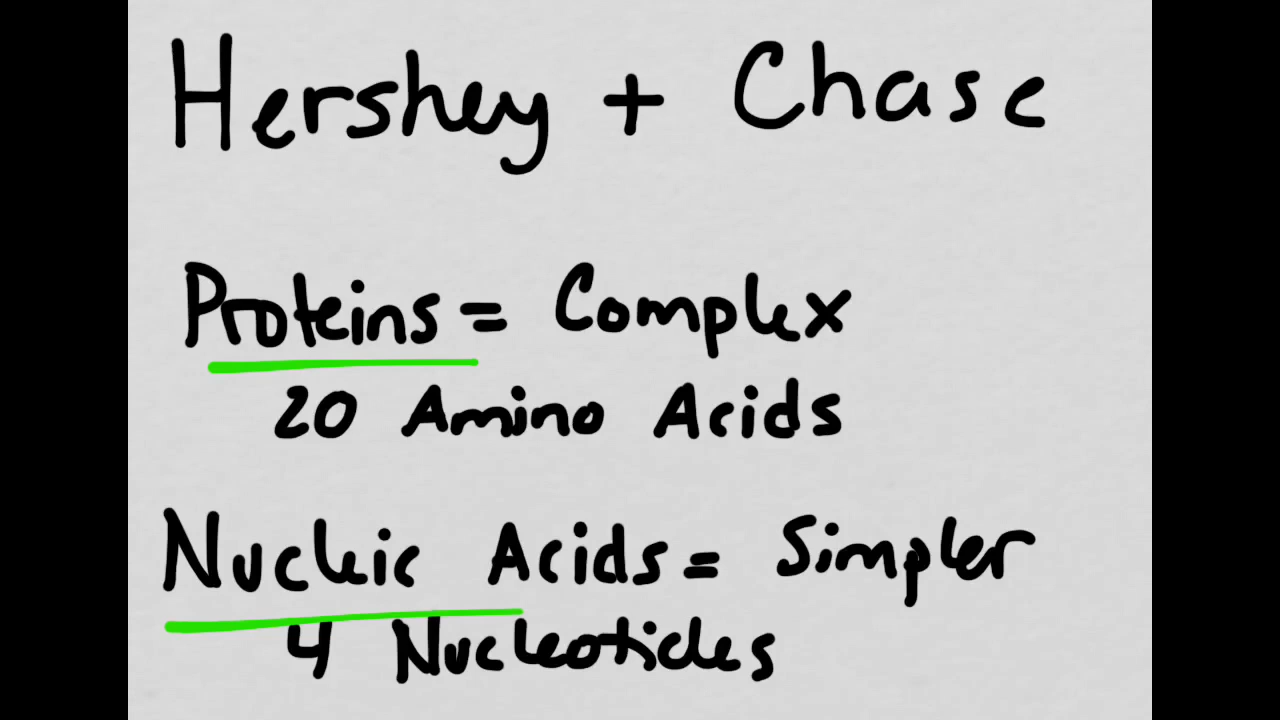 Hershey + Chase
Proteins = Complex
20 Amino Acids
Nucleic Acids = Simpler
4 Nucleotides